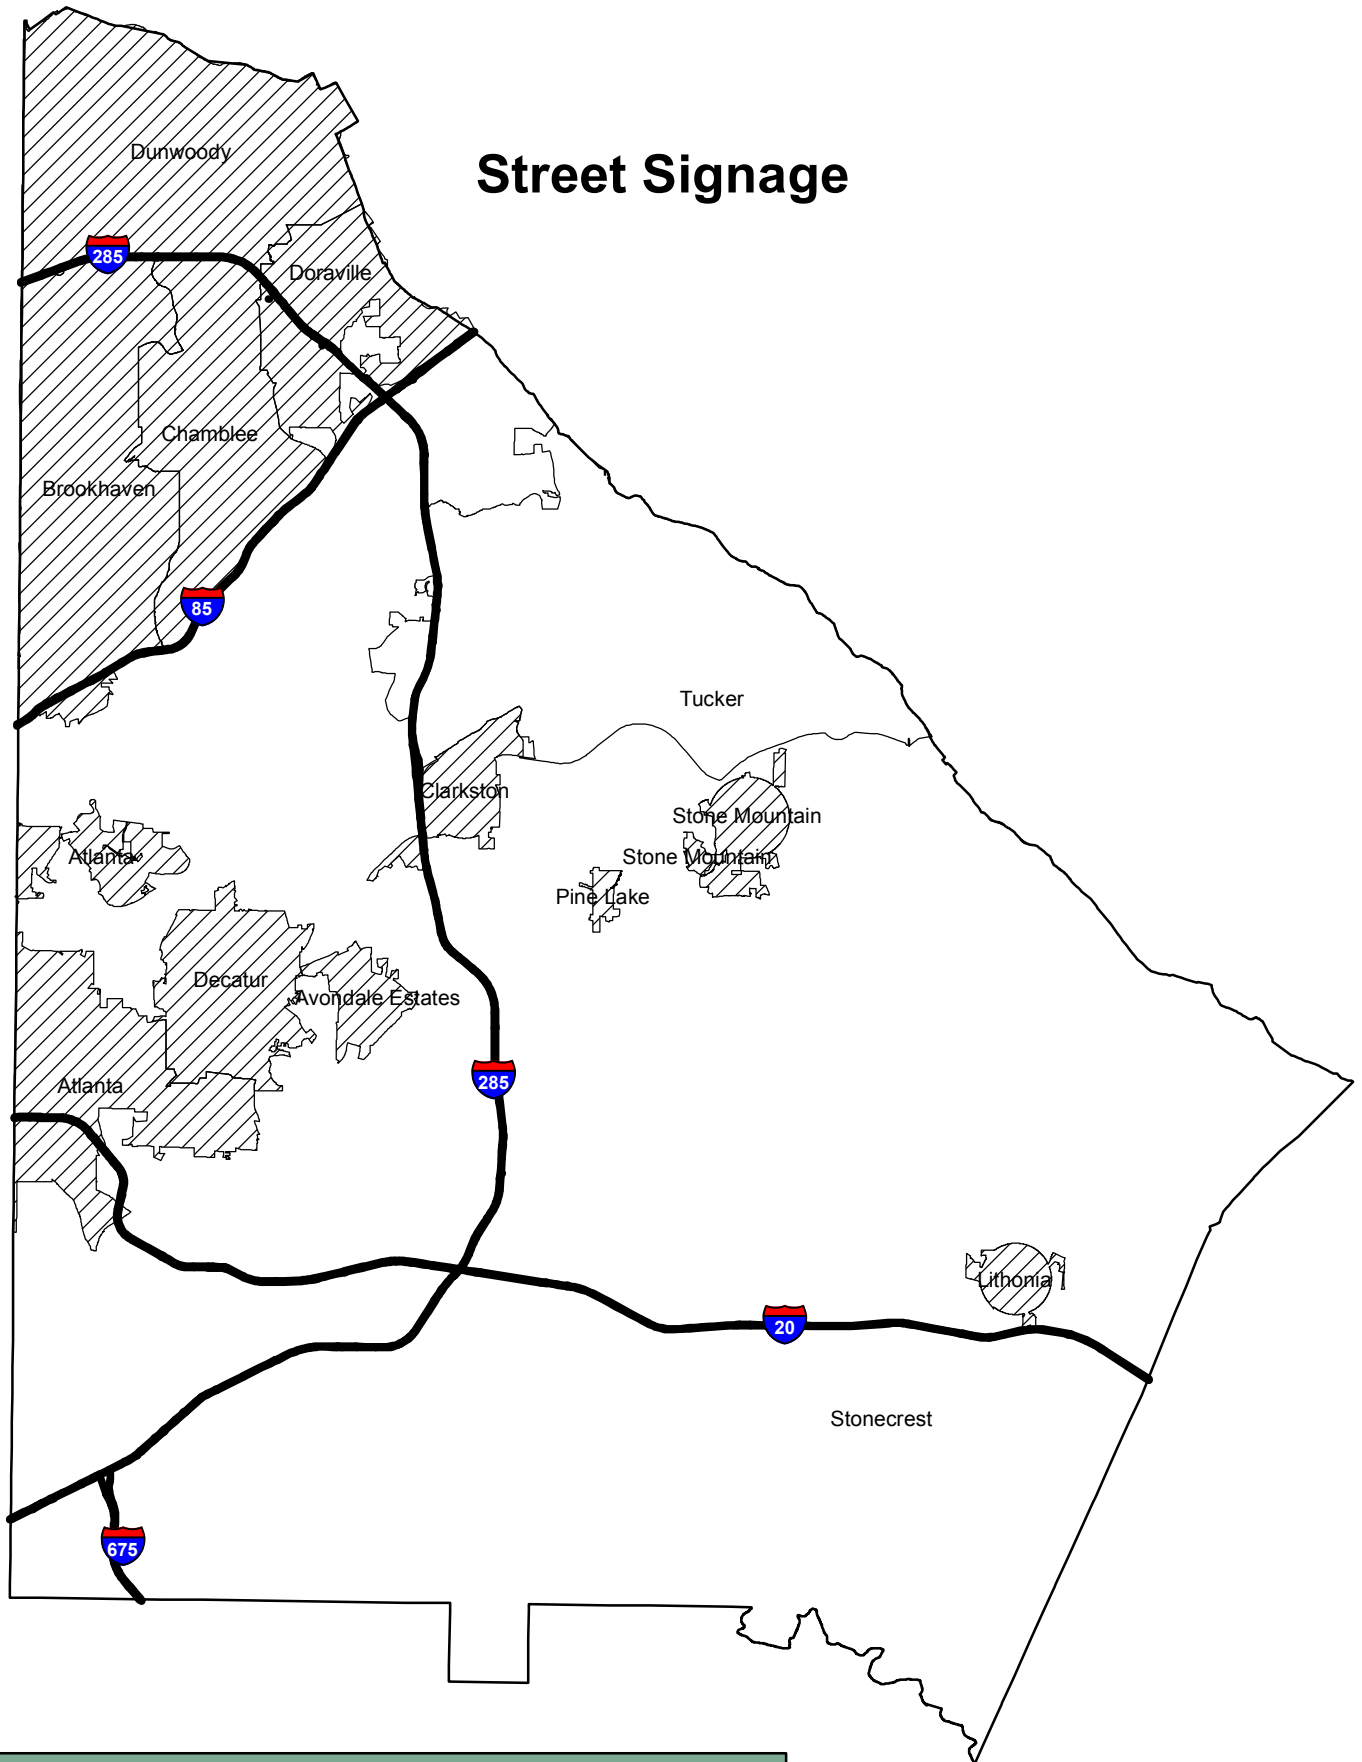 Dunwoody
Street Signage
285
Doraville
Chamblee
Brookhaven
85
Tucker
Clarkston
Stone Mountain
Atlanta
Stone Mountain
Pine Lake
Decatur
Avondale Estates
285
Atlanta
Lithonia
20
Stonecrest
675